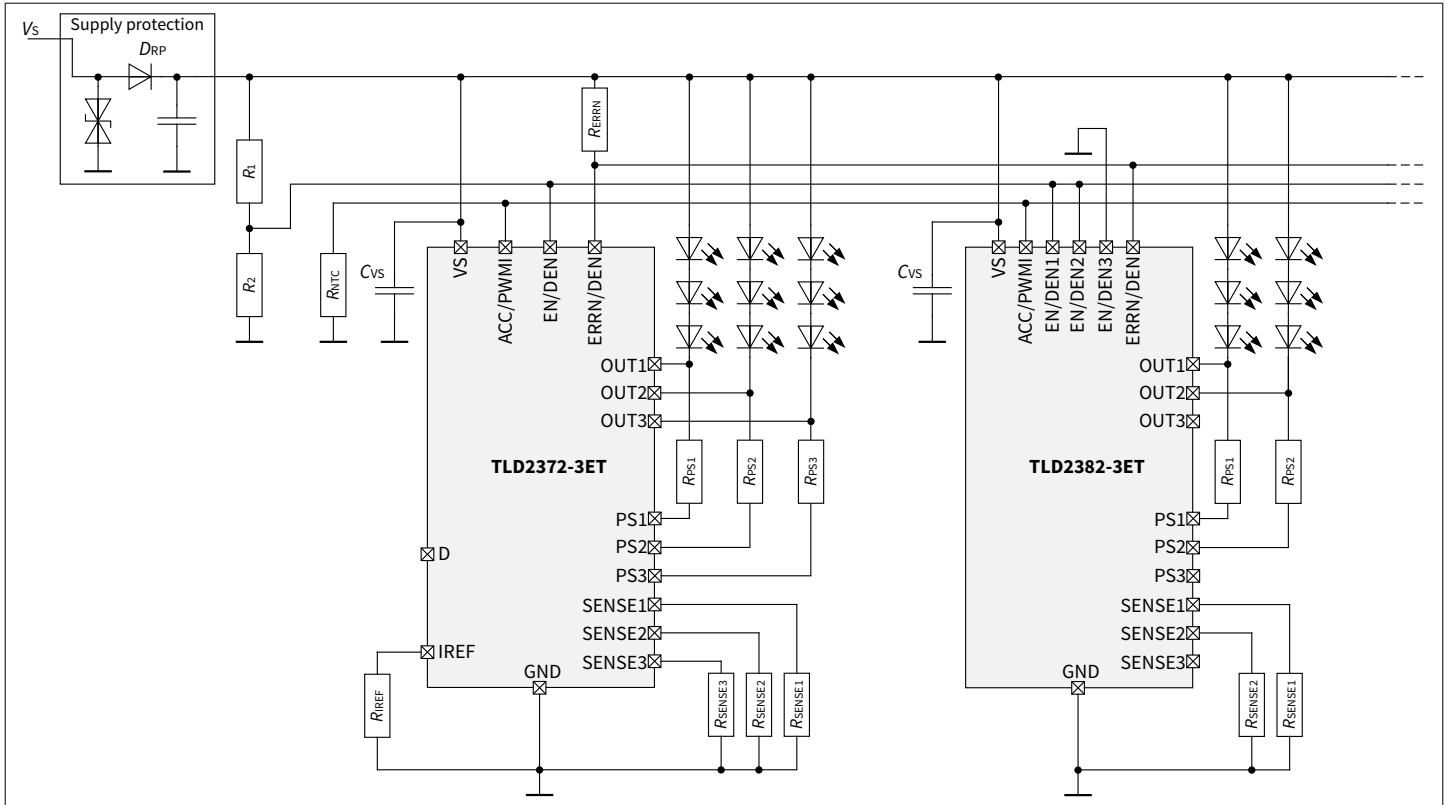 Supply protection
VS
DRP
R1
R2
RNTC
CVS
RERRN
VS
ACC/PWMI
EN/DEN
ERRN/DEN
OUT1
OUT2
OUT3
TLD2372-3ET
RPS1
RPS2
RPS3
PS1
PS2
PS3
D
SENSE1
SENSE2
SENSE3
IREF
GND
RIREF
RSENSE3
RSENSE2
RSENSE1
CVS
VS
ACC/PWMI
EN/DEN1
EN/DEN2
EN/DEN3
ERRN/DEN
OUT1
OUT2
OUT3
TLD2382-3ET
RPS1
RPS2
PS1
PS2
PS3
SENSE1
SENSE2
SENSE3
GND
RSENSE2
RSENSE1